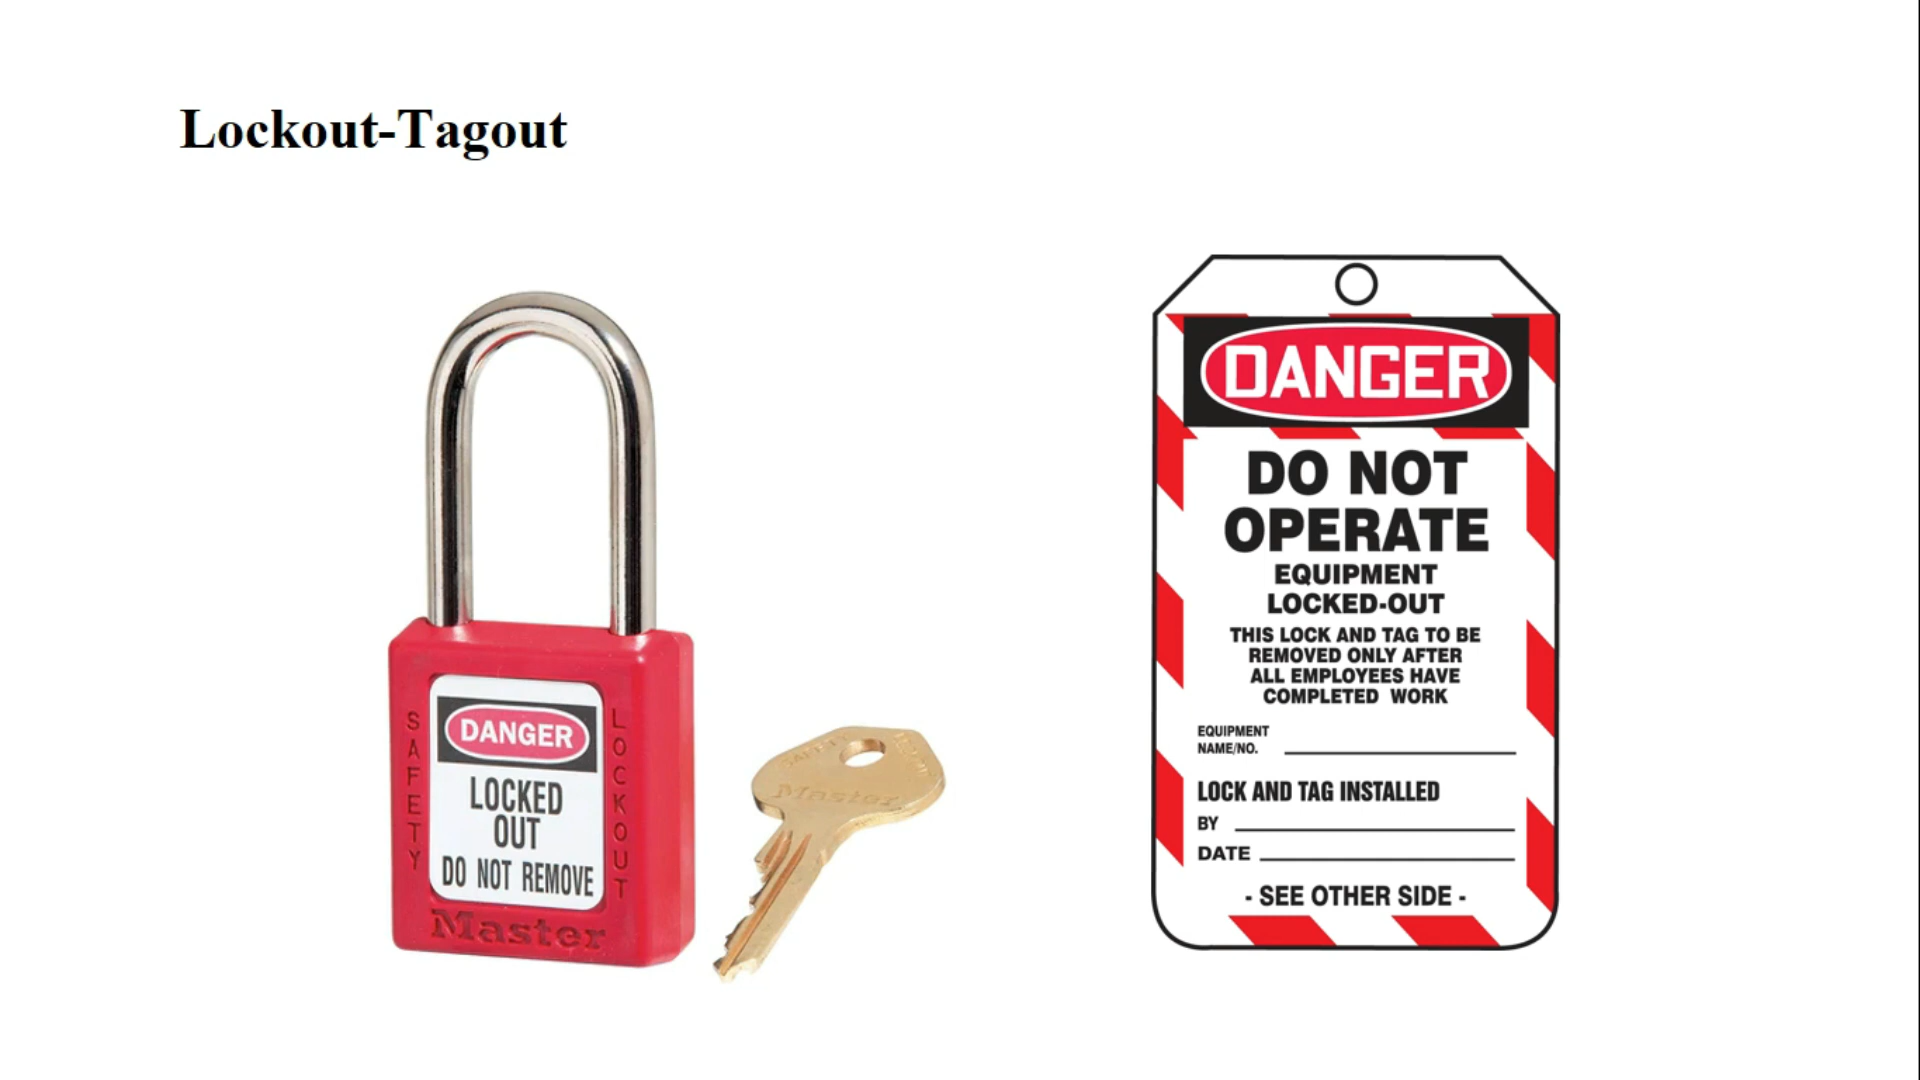 Lockout-Tagout
DANGER
LOCKED
OUT
DO NOT REMOVE
SAFETY
LOCKOUT
Master
Master
DANGER
DO NOT
OPERATE
EQUIPMENT
LOCKED-OUT
THIS LOCK AND TAG TO BE
REMOVED ONLY AFTER
ALL EMPLOYEES HAVE
COMPLETED WORK
EQUIPMENT
NAME/NO.
LOCK AND TAG INSTALLED
BY
DATE
- SEE OTHER SIDE -